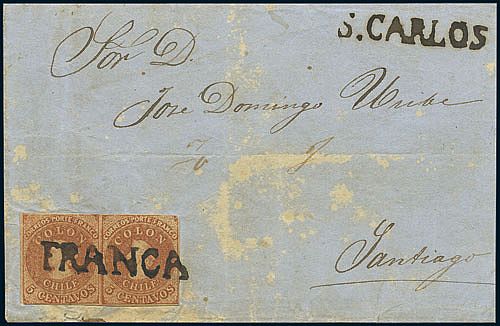 S. CARLOS
Sor. D.
Jose Domingo Uribe
Santiago
CORREOS PORTE FRANCO CORREOS PORTE FRANCO
COLON COLON
FRANCA
CHILE CHILE
5 CENTAVOS 5 CENTAVOS